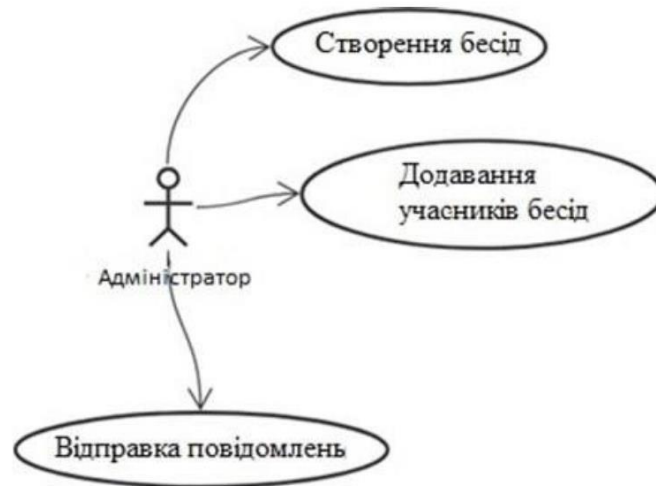 Створення бесід
Додавання
учасників бесід
Адміністратор
Відправка повідомлень